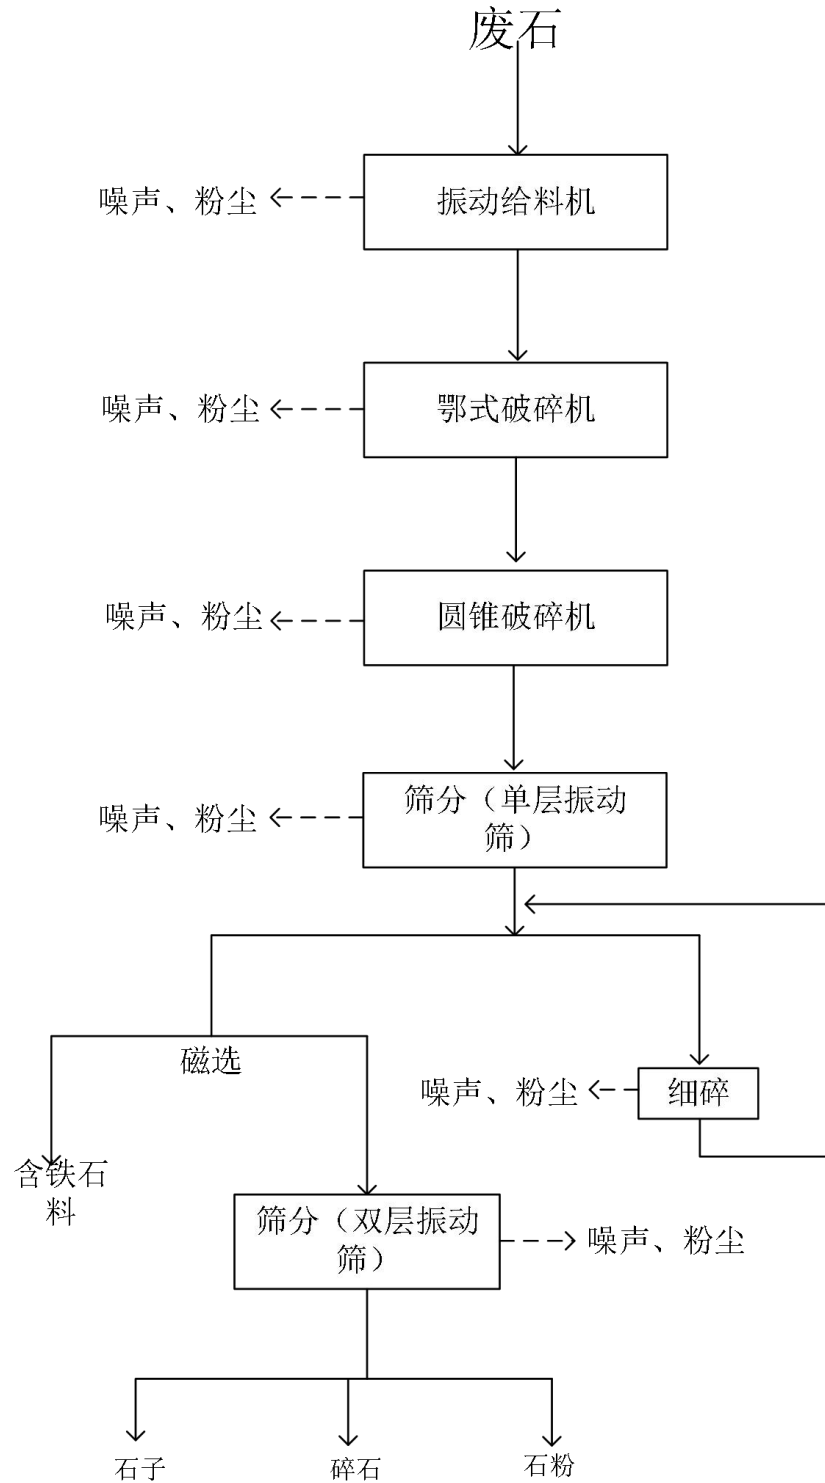 废石
噪声、粉尘
振动给料机
噪声、粉尘
鄂式破碎机
噪声、粉尘
圆锥破碎机
噪声、粉尘
筛分（单层振动
筛）
磁选
噪声、粉尘
细碎
含铁石
料
筛分（双层振动
筛）
噪声、粉尘
石子
碎石
石粉